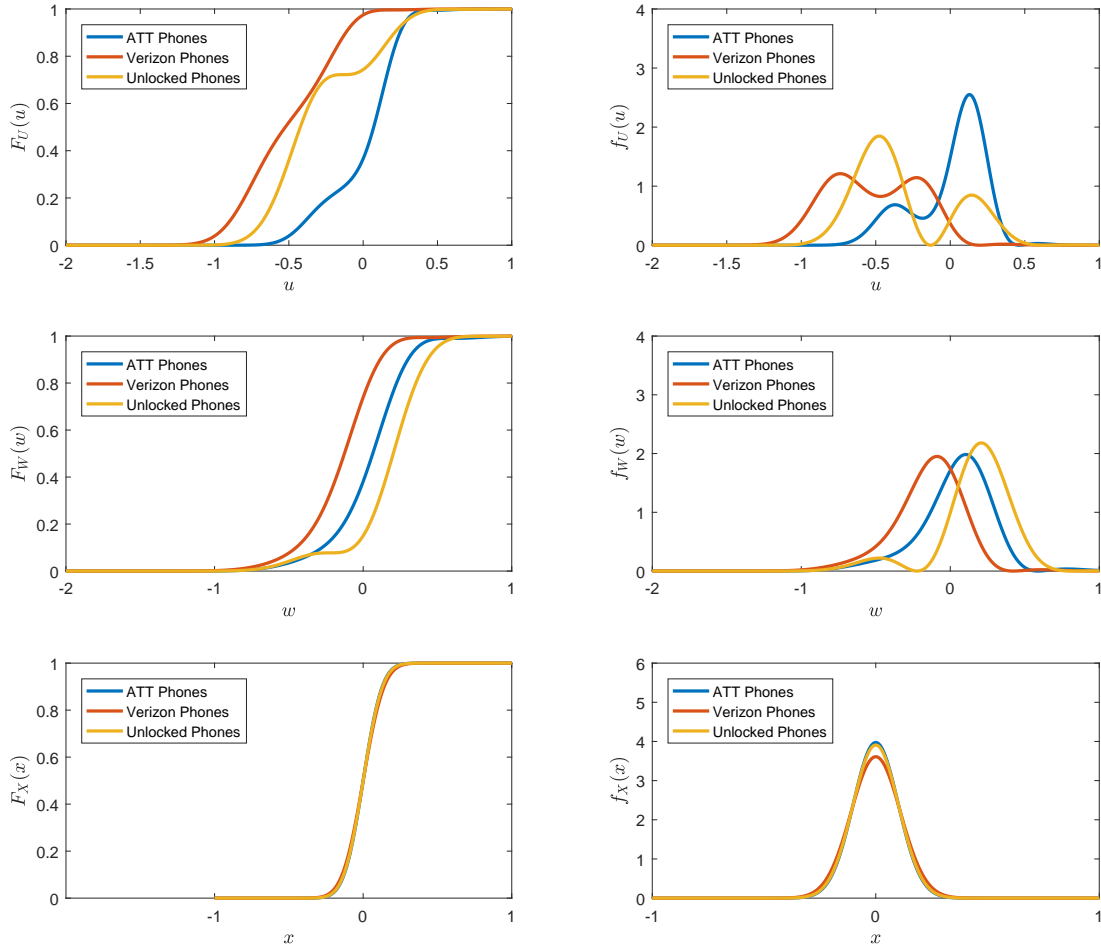 1
0.8
0.6
0.4
0.2
0
-2
-1.5
-1
-0.5
0
0.5
1
ATT Phones
Verizon Phones
Unlocked Phones
F_U(u)
u
4
3
2
1
0
-2
-1.5
-1
-0.5
0
0.5
1
ATT Phones
Verizon Phones
Unlocked Phones
f_U(u)
u
1
0.8
0.6
0.4
0.2
0
-2
-1
0
1
ATT Phones
Verizon Phones
Unlocked Phones
F_W(w)
w
4
3
2
1
0
-2
-1
0
1
ATT Phones
Verizon Phones
Unlocked Phones
f_W(w)
w
1
0.8
0.6
0.4
0.2
0
-1
0
1
ATT Phones
Verizon Phones
Unlocked Phones
F_X(x)
x
6
5
4
3
2
1
0
-1
0
1
ATT Phones
Verizon Phones
Unlocked Phones
f_X(x)
x